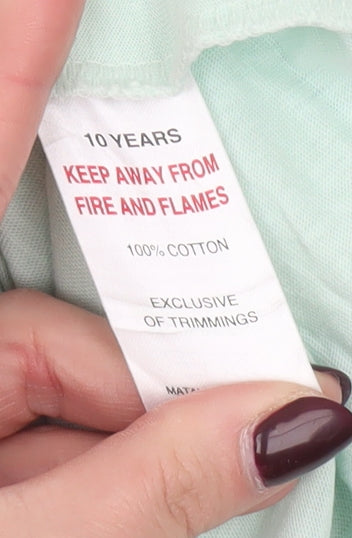 10 YEARS
KEEP AWAY FROM
FIRE AND FLAMES
100% COTTON
EXCLUSIVE
OF TRIMMINGS